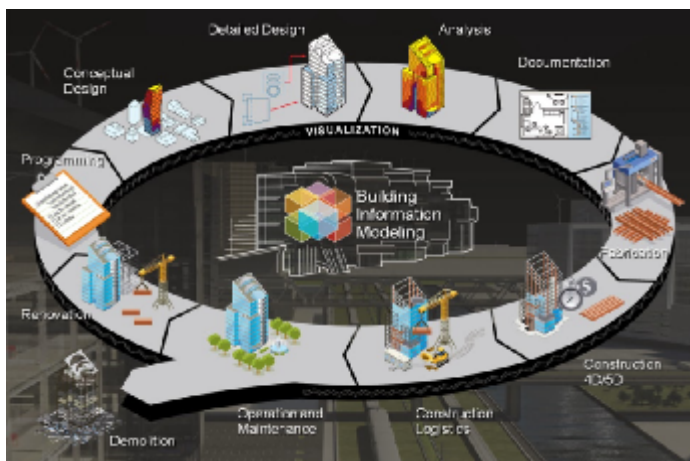 Detailed Design
Analysis
Conceptual
Design
Documentation
VISUALIZATION
Programming
Building
Information
Modeling
Fabrication
Renovation
Construction
4D/5D
Operation and
Maintenance
Construction
Logistics
Demolition